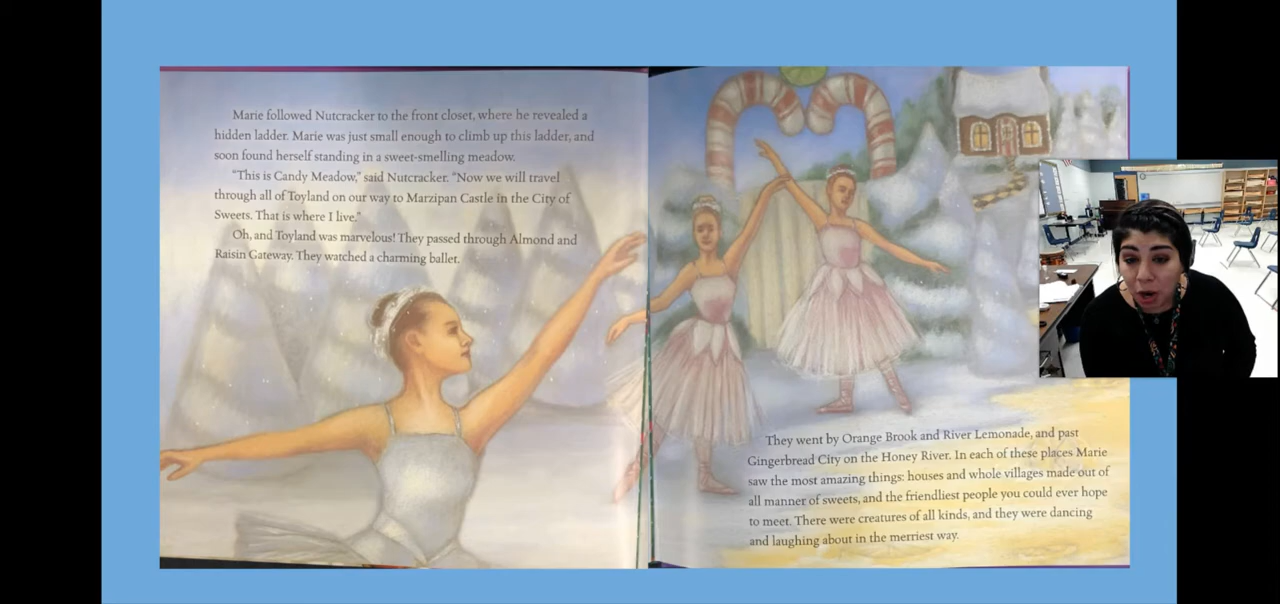 Marie followed Nutcracker to the front closet, where he revealed a
hidden ladder. Marie was just small enough to climb up this ladder, and
soon found herself standing in a sweet-smelling meadow.
"This is Candy Meadow," said Nutcracker. "Now we will travel
through all of Toyland on our way to Marzipan Castle in the City of
Sweets. That is where I live."
Oh, and Toyland was marvelous! They passed through Almond and
Raisin Gateway. They watched a charming ballet.
They went by Orange Brook and River Lemonade, and past
Gingerbread City on the Honey River. In each of these places Marie
saw the most amazing things: houses and whole villages made out of
all manner of sweets, and the friendliest people you could ever hope
to meet. There were creatures of all kinds, and they were dancing
and laughing about in the merriest way.